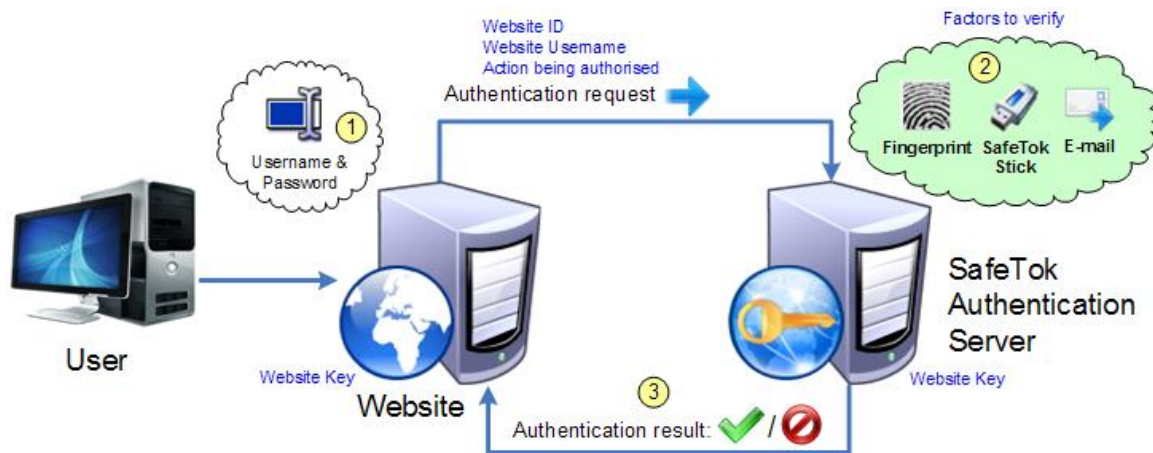 Website ID
Website Username
Action being authorised
Authentication request
Factors to verify
1
Username &
Password
2
Fingerprint
SafeTok
Stick
E-mail
User
Website Key
Website
SafeTok
Authentication
Server
Website Key
3
Authentication result: /